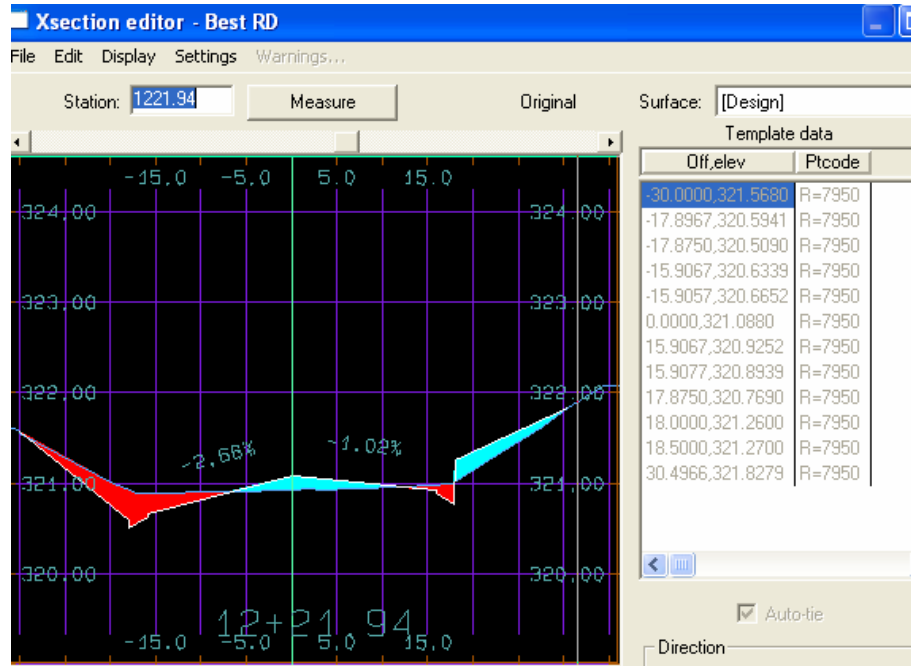 Xsection editor - Best RD
File Edit Display Settings Warnings...
Station: 1221.94 Measure Original Surface: [Design]
Template data
Off,elev Ptcode
-30.0000,321.5680 R=7950
-17.8967,320.5941 R=7950
-17.8750,320.5090 R=7950
-15.9067,320.6339 R=7950
-15.9057,320.6652 R=7950
0.0000,321.0880 R=7950
15.9067,320.9252 R=7950
15.9077,320.8939 R=7950
17.8750,320.7690 R=7950
18.0000,321.2600 R=7950
18.5000,321.2700 R=7950
30.4966,321.8279 R=7950
-15.0 -5.0 5.0 15.0
324.00 324.00
323.00 323.00
322.00 322.00
-2.66% -1.02%
321.00 321.00
320.00 320.00
12+21.94
-15.0 -5.0 5.0 15.0
Auto-tie
Direction